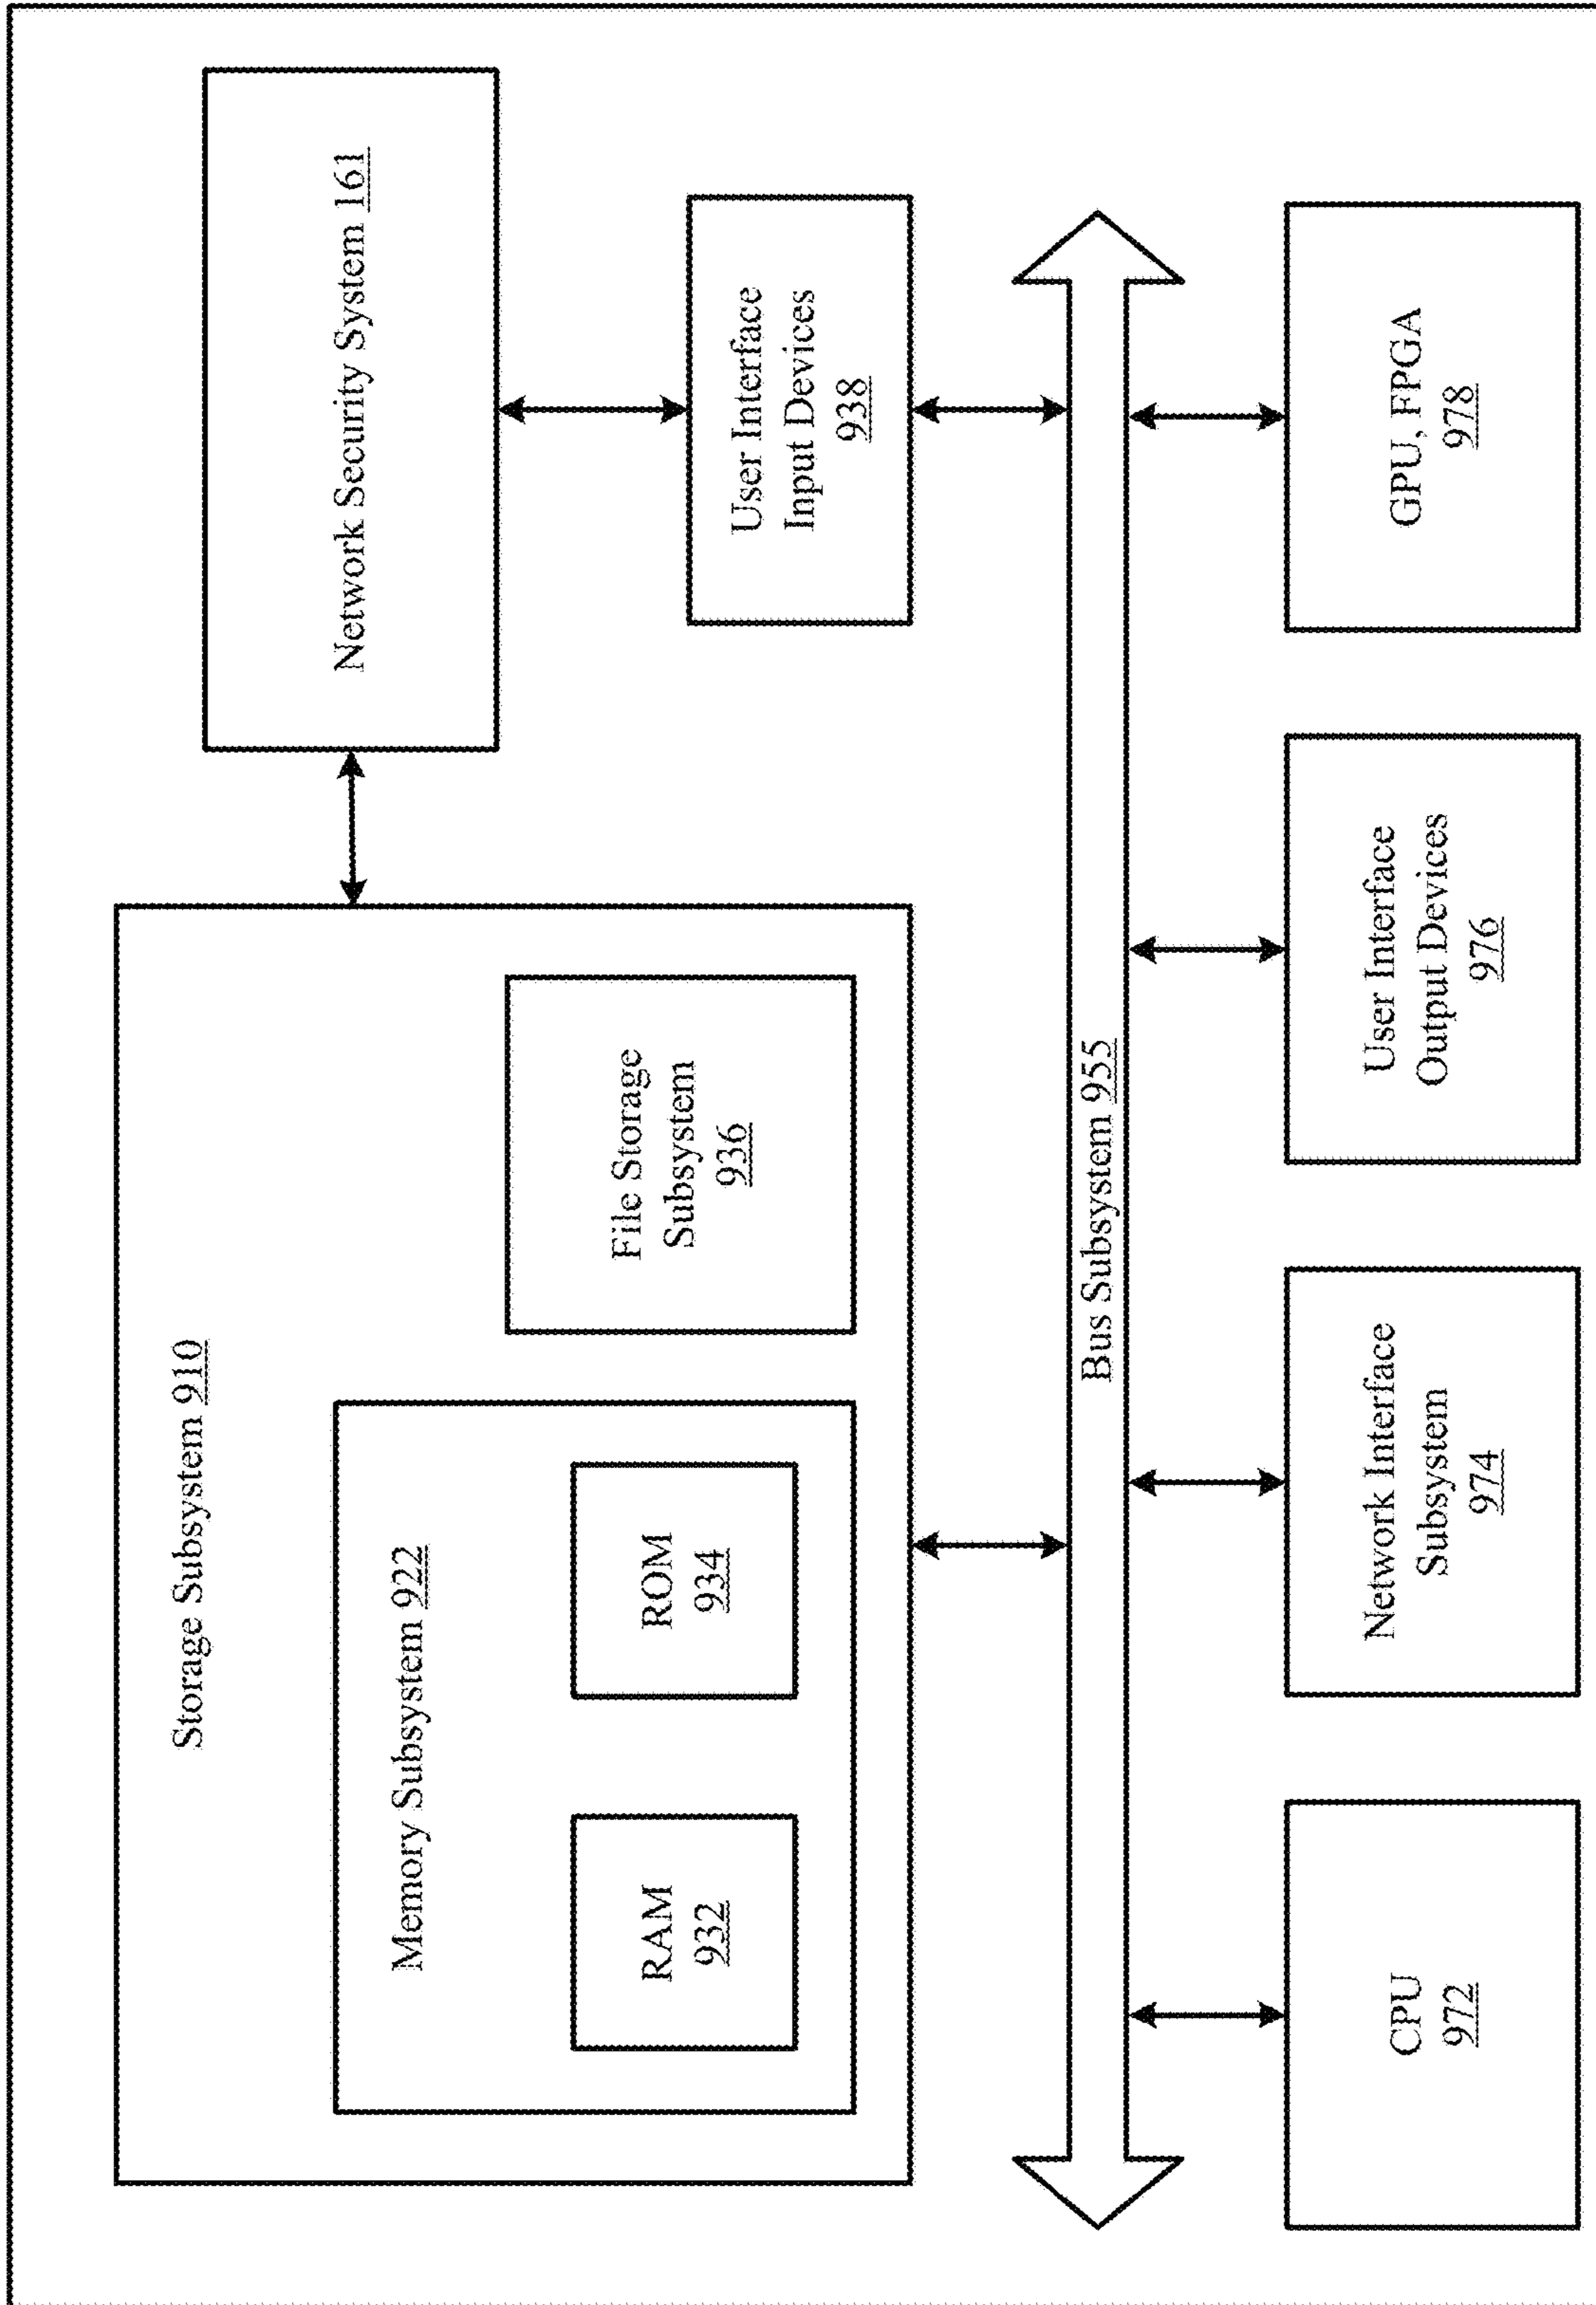 Storage Subsystem 910
Network Security System 161
Memory Subsystem 922
RAM
932
ROM
934
File Storage
Subsystem
936
User Interface
Input Devices
938
Bus Subsystem 955
CPU
972
Network Interface
Subsystem
974
User Interface
Output Devices
976
GPU, FPGA
978